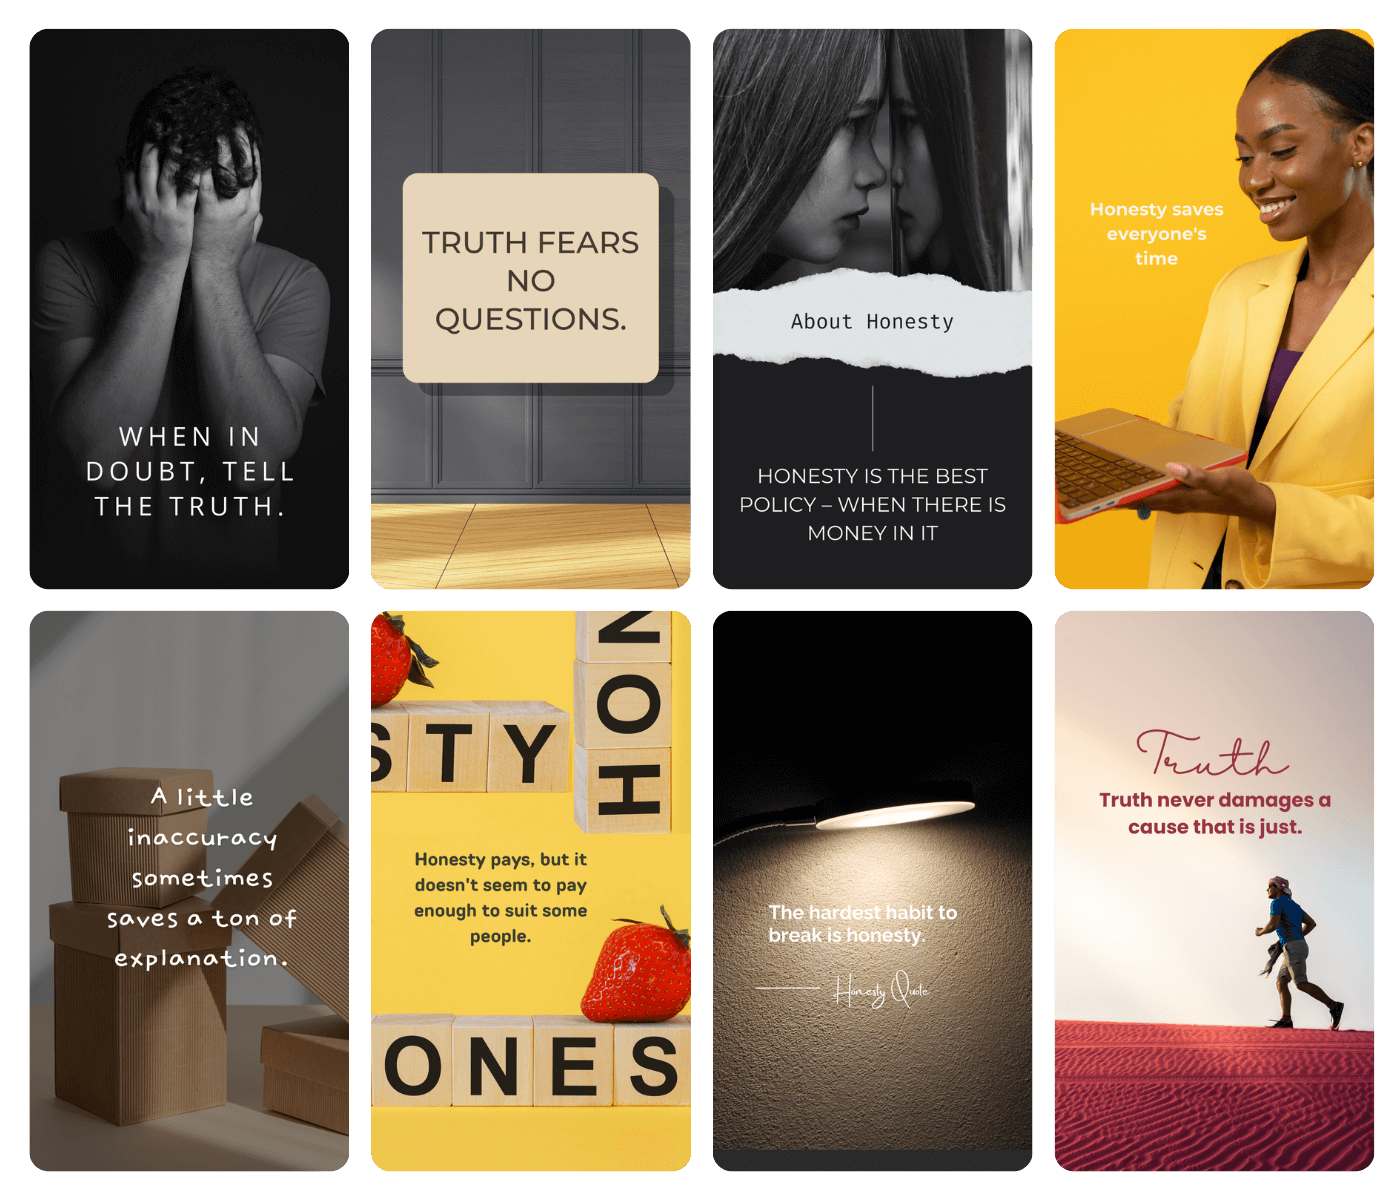 WHEN IN
DOUBT, TELL
THE TRUTH.
TRUTH FEARS
NO
QUESTIONS.
About Honesty
HONESTY IS THE BEST
POLICY – WHEN THERE IS
MONEY IN IT
Honesty saves
everyone's
time
A little
inaccuracy
sometimes
saves a ton of
explanation.
HON
STY
Honesty pays, but it
doesn't seem to pay
enough to suit some
people.
ONES
The hardest habit to
break is honesty.
Honesty Quote
Truth
Truth never damages a
cause that is just.